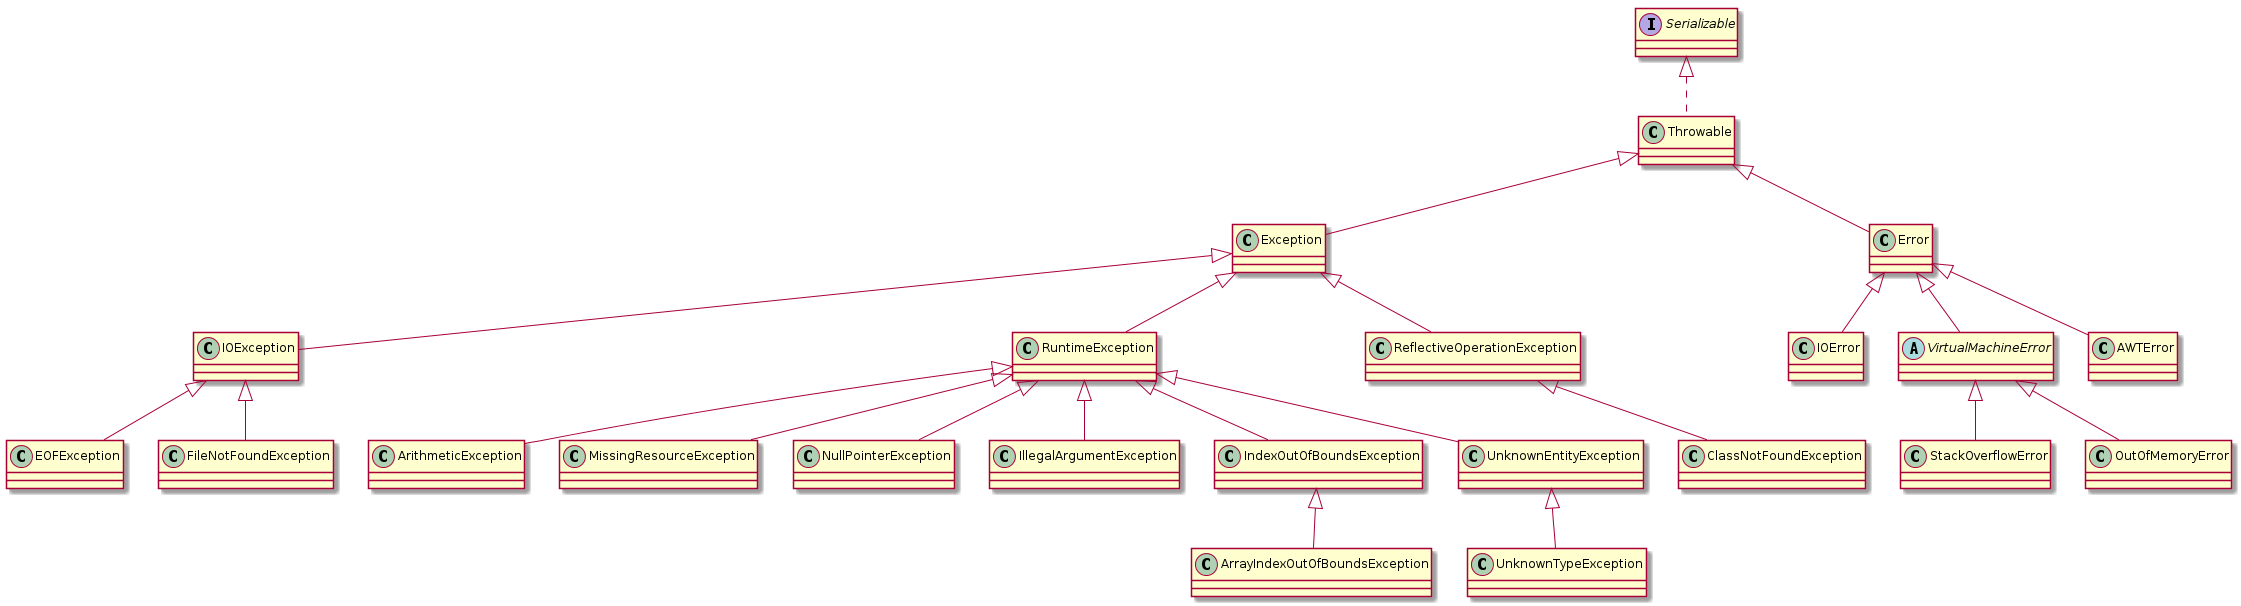 I Serializable
C Throwable
C Exception
C Error
C IOException
C RuntimeException
C ReflectiveOperationException
C IOError
A VirtualMachineError
C AWTError
C EOFException
C FileNotFoundException
C ArithmeticException
C MissingResourceException
C NullPointerException
C IllegalArgumentException
C IndexOutOfBoundsException
C UnknownEntityException
C ClassNotFoundException
C StackOverflowError
C OutOfMemoryError
C ArrayIndexOutOfBoundsException
C UnknownTypeException